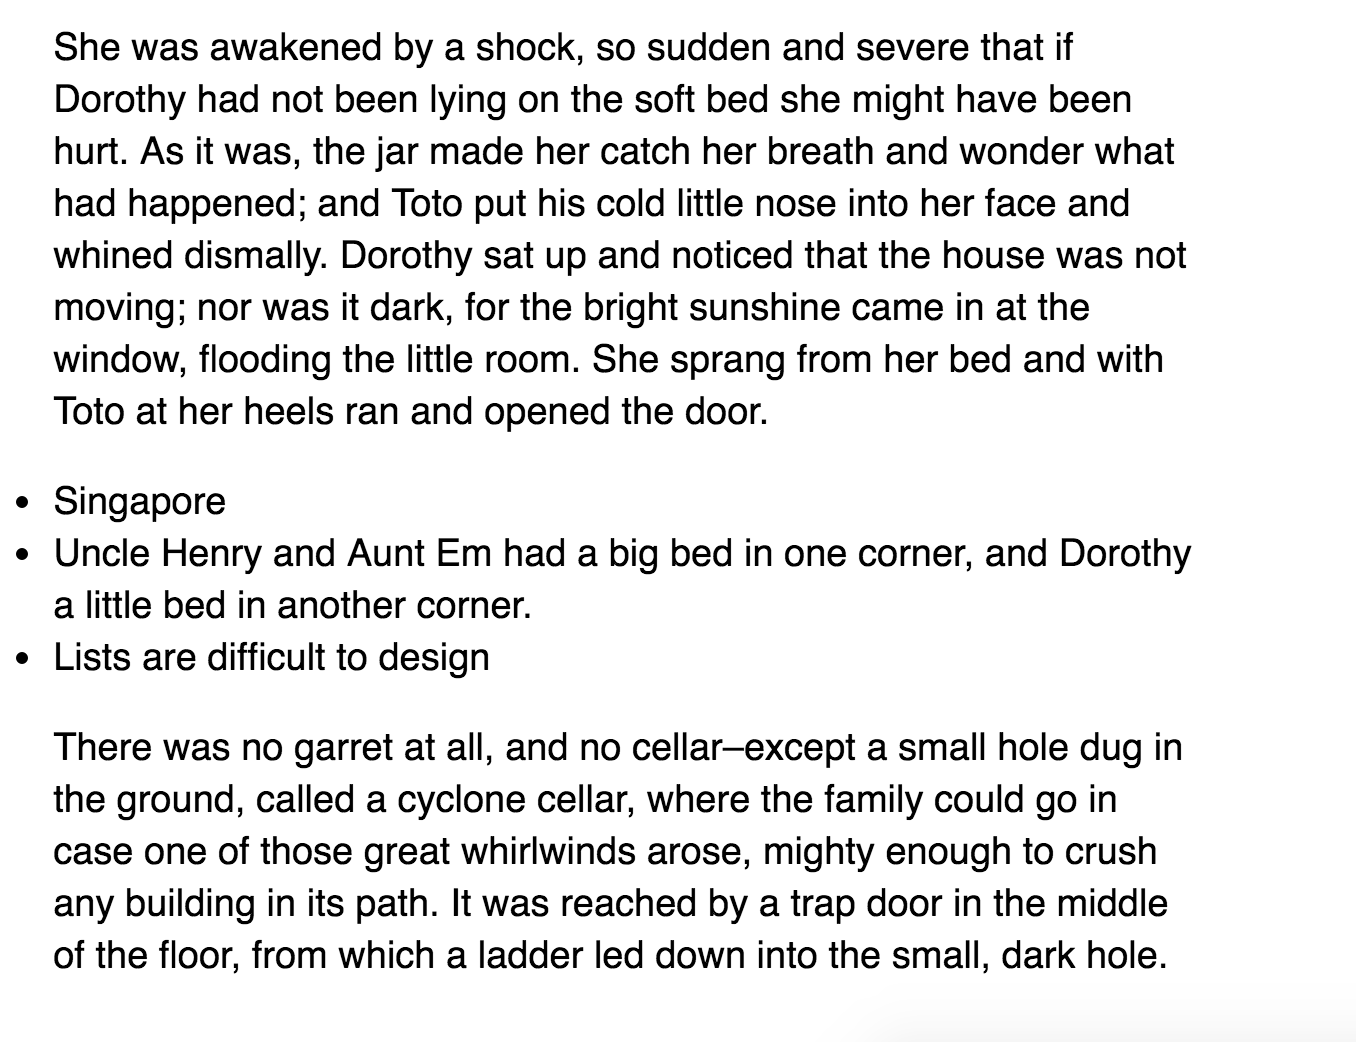 She was awakened by a shock, so sudden and severe that if
Dorothy had not been lying on the soft bed she might have been
hurt. As it was, the jar made her catch her breath and wonder what
had happened; and Toto put his cold little nose into her face and
whined dismally. Dorothy sat up and noticed that the house was not
moving; nor was it dark, for the bright sunshine came in at the
window, flooding the little room. She sprang from her bed and with
Toto at her heels ran and opened the door.
• Singapore
• Uncle Henry and Aunt Em had a big bed in one corner, and Dorothy
a little bed in another corner.
• Lists are difficult to design
There was no garret at all, and no cellar–except a small hole dug in
the ground, called a cyclone cellar, where the family could go in
case one of those great whirlwinds arose, mighty enough to crush
any building in its path. It was reached by a trap door in the middle
of the floor, from which a ladder led down into the small, dark hole.